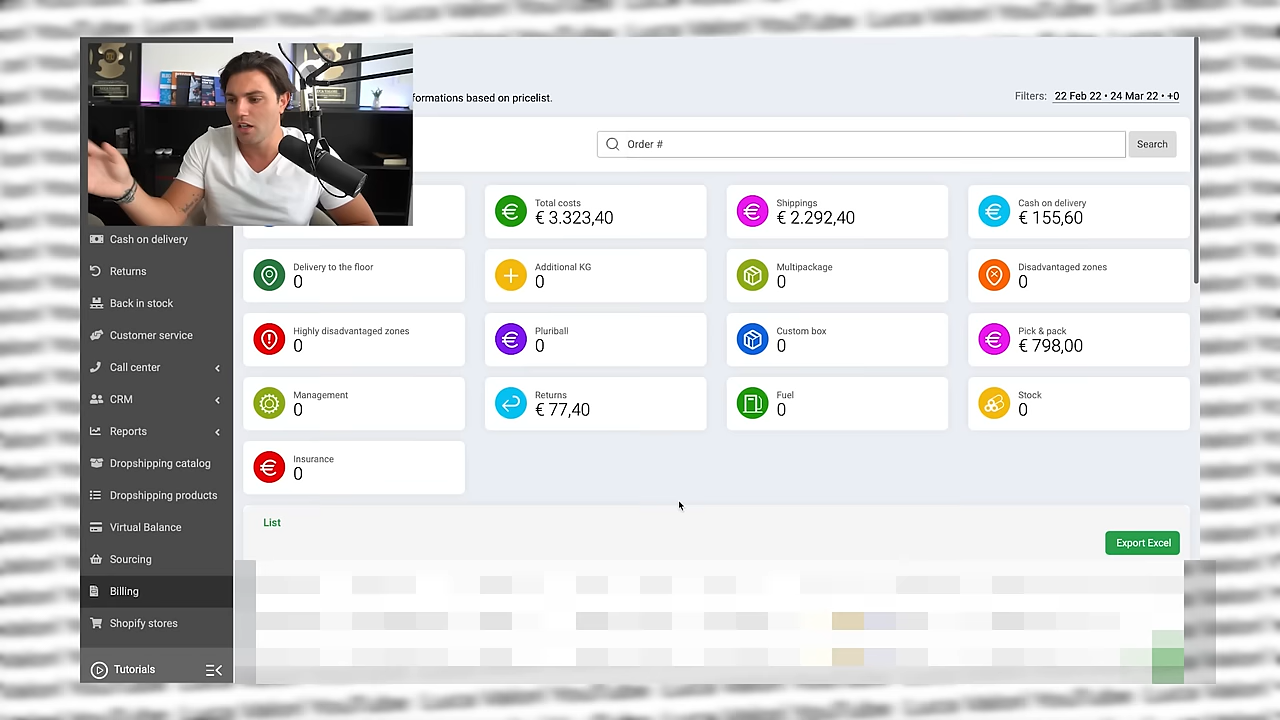 formations based on pricelist.
Filters: 22 Feb 22 • 24 Mar 22 • +0
Order #
Search
Total costs
€ 3.323,40
Shippings
€ 2.292,40
Cash on delivery
€ 155,60
Cash on delivery
Returns
Back in stock
Customer service
Call center
CRM
Reports
Dropshipping catalog
Dropshipping products
Virtual Balance
Sourcing
Billing
Shopify stores
Tutorials
Delivery to the floor
0
Additional KG
0
Multipackage
0
Disadvantaged zones
0
Highly disadvantaged zones
0
Pluriball
0
Custom box
0
Pick & pack
€ 798,00
Management
0
Returns
€ 77,40
Fuel
0
Stock
0
Insurance
0
List
Export Excel